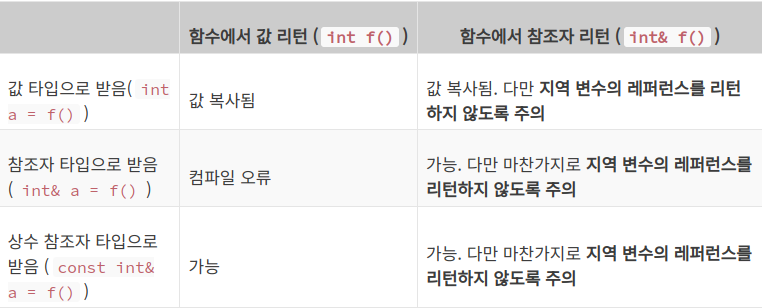 함수에서 값 리턴 ( int f() )
함수에서 참조자 리턴 ( int& f() )
값 타입으로 받음( int
a = f() )
값 복사됨
값 복사됨. 다만 지역 변수의 레퍼런스를 리턴
하지 않도록 주의
참조자 타입으로 받음
( int& a = f() )
컴파일 오류
가능. 다만 마찬가지로 지역 변수의 레퍼런스를
리턴하지 않도록 주의
상수 참조자 타입으로
받음 ( const int&
a = f() )
가능
가능. 다만 마찬가지로 지역 변수의 레퍼런스를
리턴하지 않도록 주의